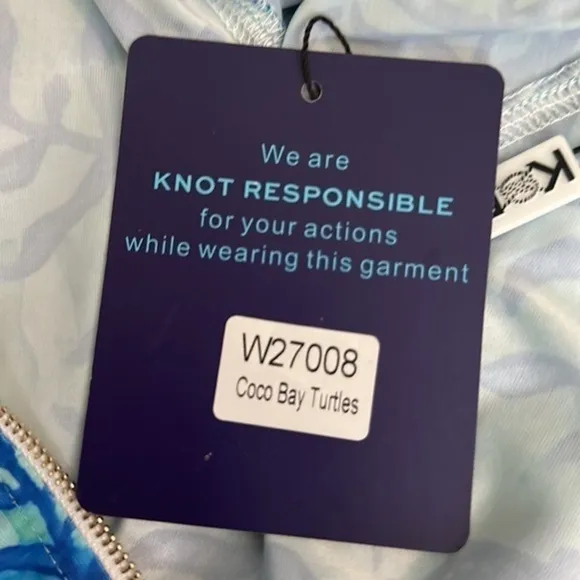 We are
KNOT RESPONSIBLE
for your actions
while wearing this garment
W27008
Coco Bay Turtles